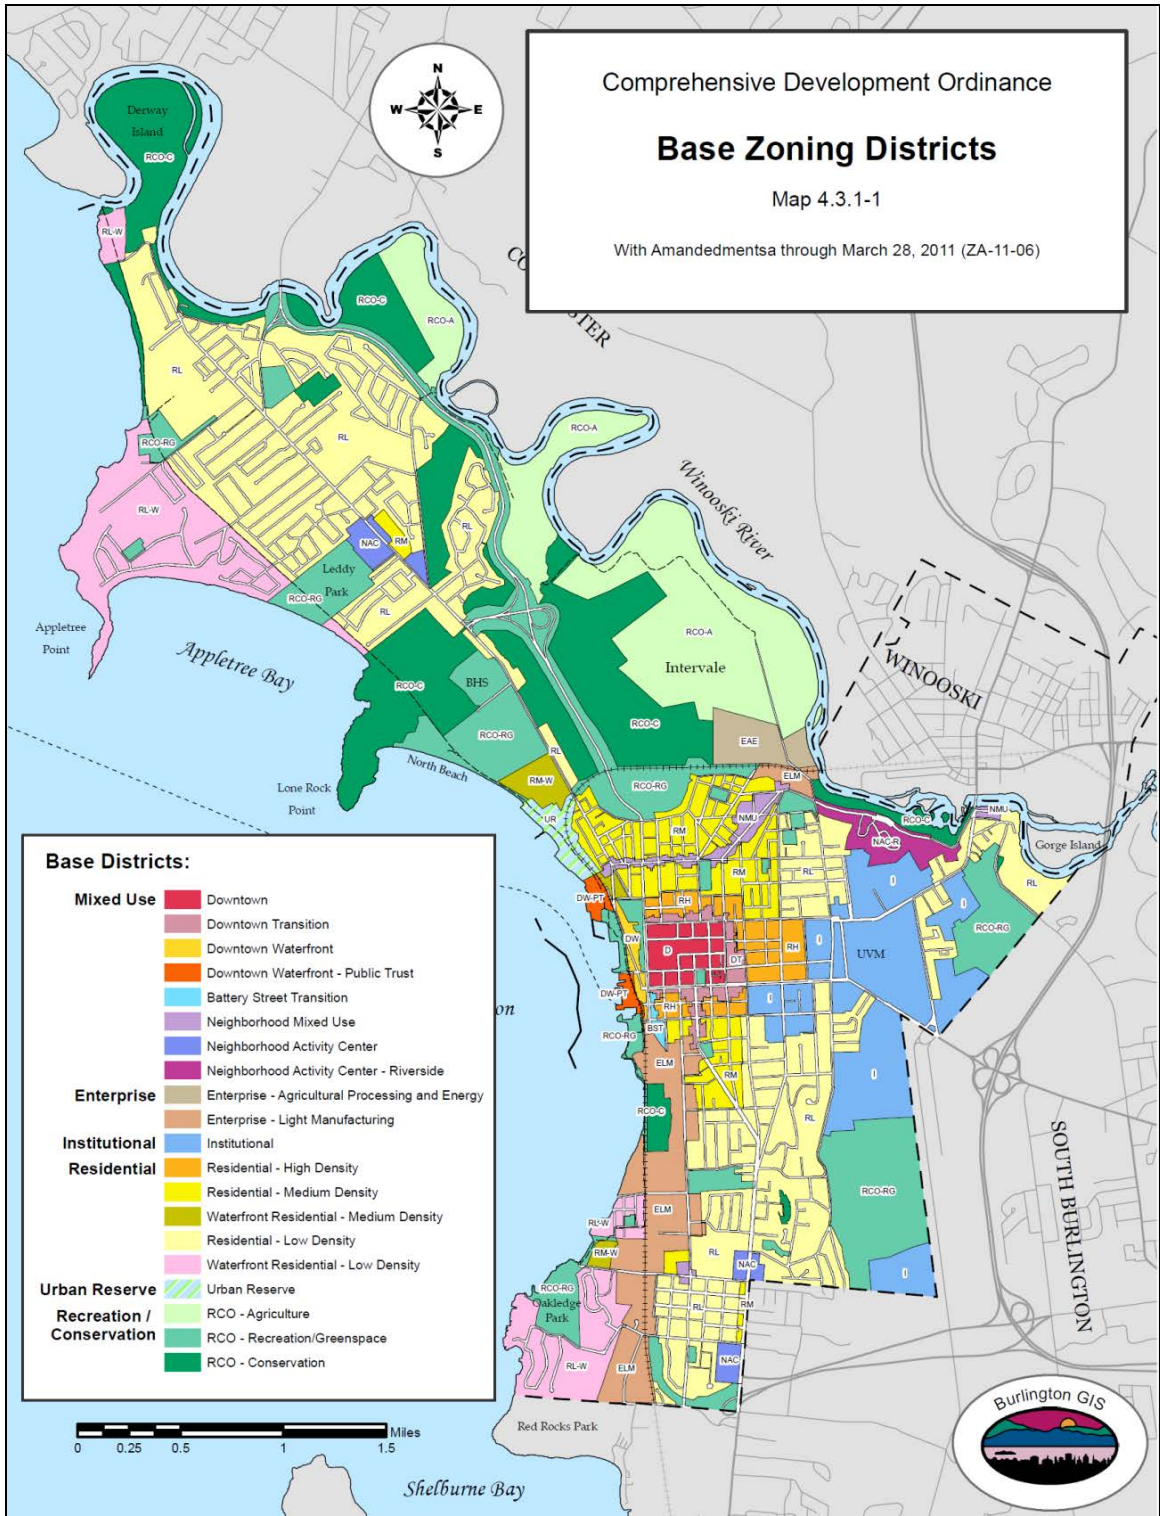 Comprehensive Development Ordinance
Base Zoning Districts
Map 4.3.1-1
With Amandedmentsa through March 28, 2011 (ZA-11-06)
N
W
E
S
Derway
Island
RCO-C
RL-W
CO
STER
RCO-C
RCO-A
RL
RCO-A
RCO-RG
RL
Winooski River
RL-W
RL
NAC
RM
Leddy
Park
RCO-RG
RL
RCO-A
Appletree
Point
Appletree Bay
Intervale
WINOOSKI
RCO-C
BHS
RCO-C
RCO-RG
RL
EAE
North Beach
ELM
Lone Rock
Point
RM-W
RCO-RG
UR
RM
NMU
RCO-C
NMU
NAC-R
Gorge Island
RM
RL
I
RL
I
DW-PT
RH
RCO-RG
DW
D
DT
RH
I
UVM
DW-PT
RH
I
on
BST
RCO-RG
ELM
RM
I
RCO-C
RL
SOUTH BURLINGTON
RCO-RG
RL-W
ELM
RM-W
RL
NAC
I
RCO-RG
Oakledge
Park
RL
RM
RL-W
ELM
NAC
Red Rocks Park
Shelburne Bay
Base Districts:
Mixed Use
Downtown
Downtown Transition
Downtown Waterfront
Downtown Waterfront - Public Trust
Battery Street Transition
Neighborhood Mixed Use
Neighborhood Activity Center
Neighborhood Activity Center - Riverside
Enterprise
Enterprise - Agricultural Processing and Energy
Enterprise - Light Manufacturing
Institutional
Institutional
Residential
Residential - High Density
Residential - Medium Density
Waterfront Residential - Medium Density
Residential - Low Density
Waterfront Residential - Low Density
Urban Reserve
Urban Reserve
Recreation /
Conservation
RCO - Agriculture
RCO - Recreation/Greenspace
RCO - Conservation
Miles
0 0.25 0.5 1 1.5
Burlington GIS